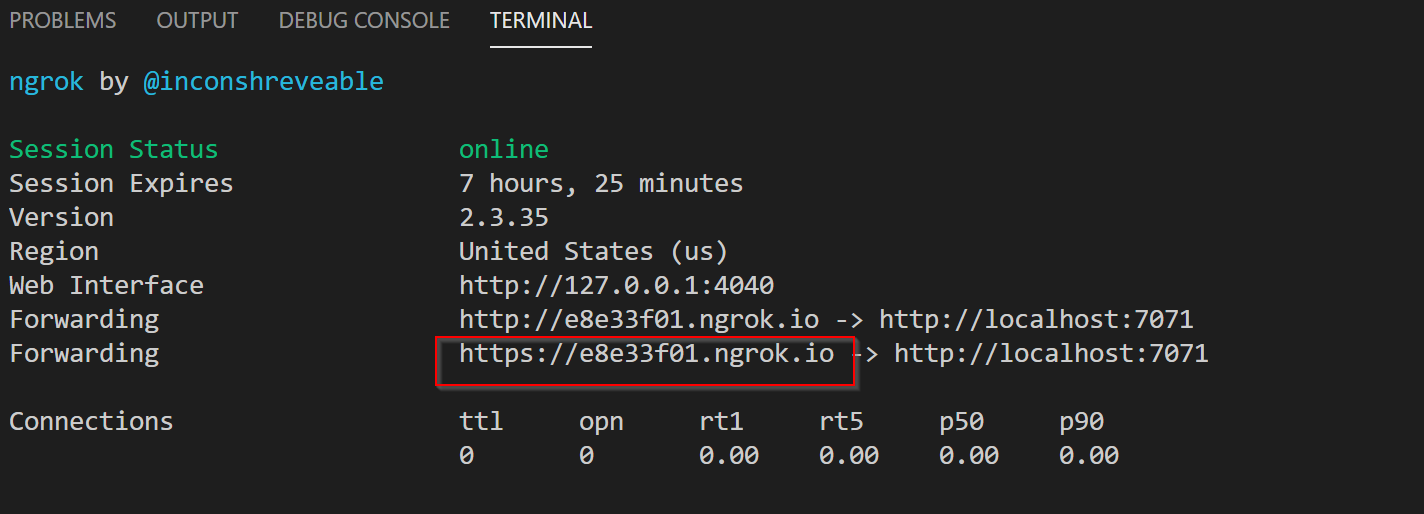 PROBLEMS OUTPUT DEBUG CONSOLE TERMINAL
ngrok by @inconshreveable
Session Status online
Session Expires 7 hours, 25 minutes
Version 2.3.35
Region United States (us)
Web Interface http://127.0.0.1:4040
Forwarding http://e8e33f01.ngrok.io -> http://localhost:7071
Forwarding https://e8e33f01.ngrok.io -> http://localhost:7071
Connections ttl opn rt1 rt5 p50 p90
0 0 0.00 0.00 0.00 0.00